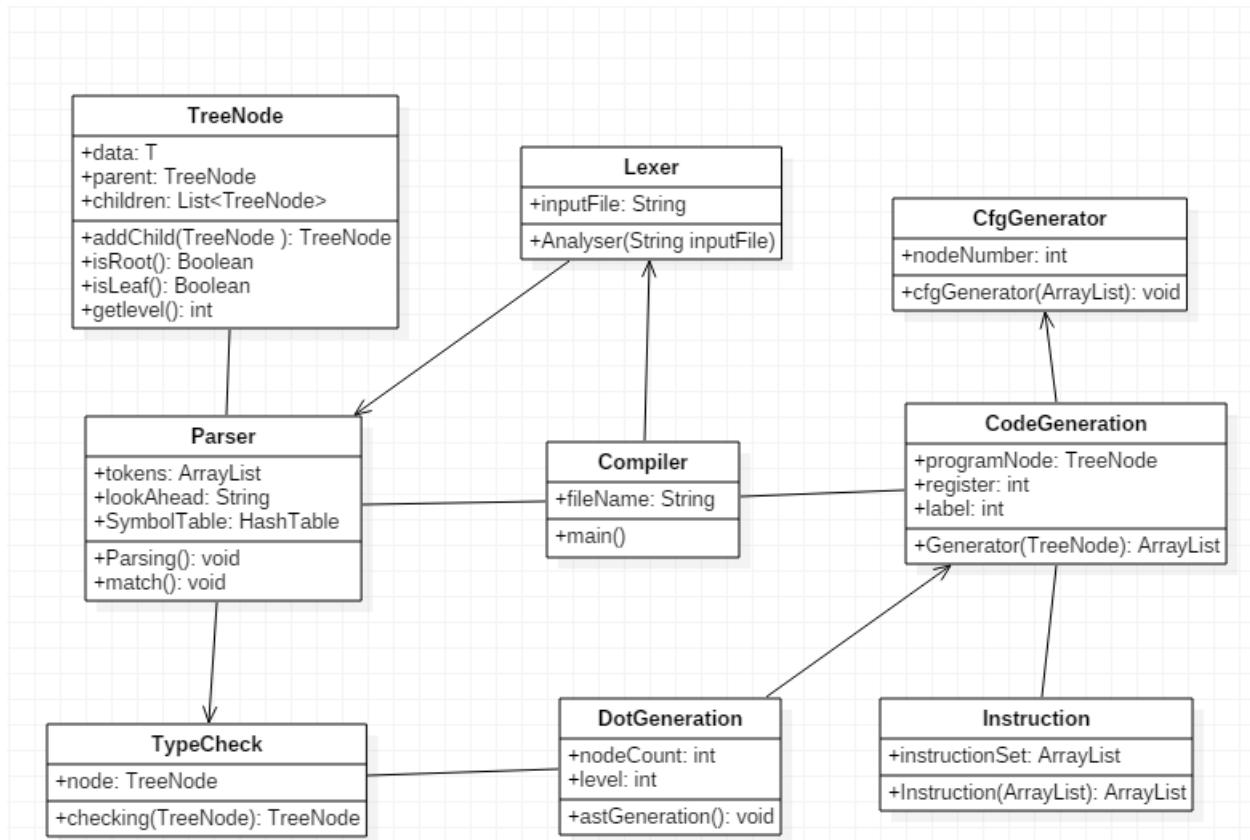 TreeNode
+data: T
+parent: TreeNode
+children: List<TreeNode>
+addChild(TreeNode ): TreeNode
+isRoot(): Boolean
+isLeaf(): Boolean
+getlevel(): int
Lexer
+inputFile: String
+Analyser(String inputFile)
CfgGenerator
+nodeNumber: int
+cfgGenerator(ArrayList): void
Parser
+tokens: ArrayList
+lookAhead: String
+SymbolTable: HashTable
+Parsing(): void
+match(): void
Compiler
+fileName: String
+main()
CodeGeneration
+programNode: TreeNode
+register: int
+label: int
+Generator(TreeNode): ArrayList
TypeCheck
+node: TreeNode
+checking(TreeNode): TreeNode
DotGeneration
+nodeCount: int
+level: int
+astGeneration(): void
Instruction
+instructionSet: ArrayList
+Instruction(ArrayList): ArrayList